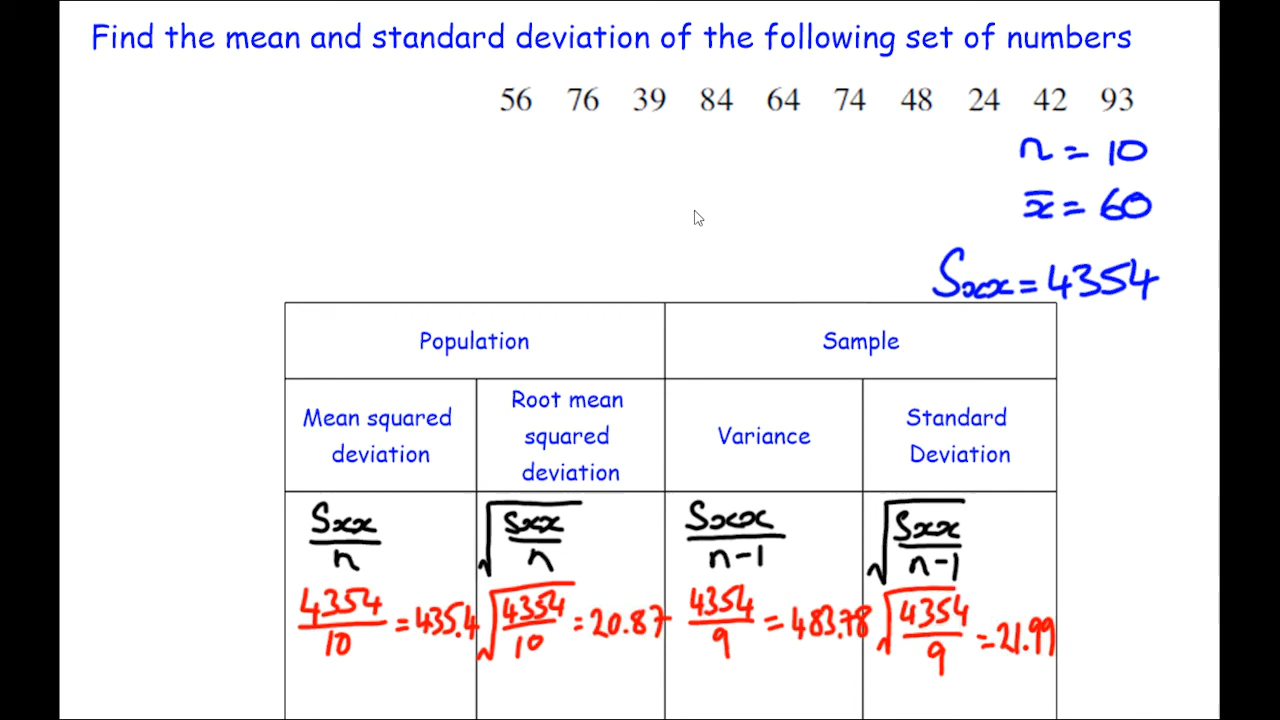 Find the mean and standard deviation of the following set of numbers
56 76 39 84 64 74 48 24 42 93
n = 10
x̄ = 60
Sxx = 4354
Population Sample
Mean squared deviation Root mean squared deviation Variance Standard Deviation
Sxx/n √(Sxx/n) Sxx/(n-1) √(Sxx/(n-1))
4354/10 = 435.4 √(4354/10) = 20.87 4354/9 = 483.78 √(4354/9) = 21.99